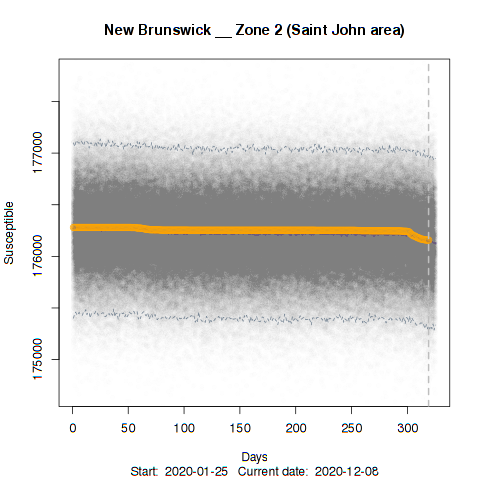 New Brunswick __ Zone 2 (Saint John area)
177000
176000
175000
Susceptible
0 50 100 150 200 250 300
Days
Start: 2020-01-25 Current date: 2020-12-08